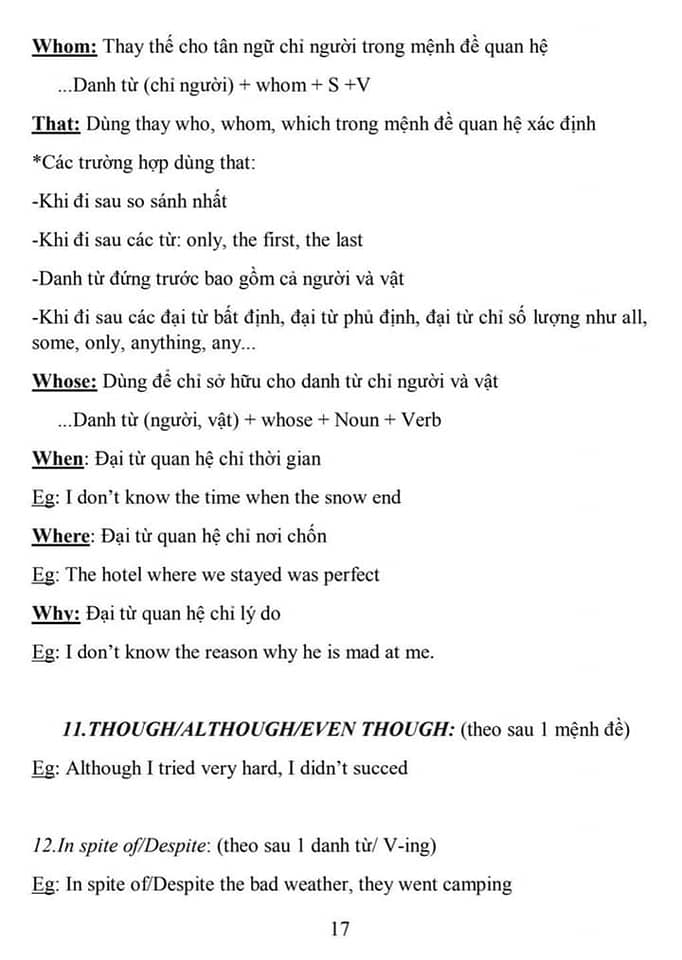 Whom: Thay thế cho tân ngữ chỉ người trong mệnh đề quan hệ
...Danh từ (chỉ người) + whom + S +V
That: Dùng thay who, whom, which trong mệnh đề quan hệ xác định
*Các trường hợp dùng that:
-Khi đi sau so sánh nhất
-Khi đi sau các từ: only, the first, the last
-Danh từ đứng trước bao gồm cả người và vật
-Khi đi sau các đại từ bất định, đại từ phủ định, đại từ chỉ số lượng như all,
some, only, anything, any...
Whose: Dùng để chỉ sở hữu cho danh từ chỉ người và vật
...Danh từ (người, vật) + whose + Noun + Verb
When: Đại từ quan hệ chỉ thời gian
Eg: I don’t know the time when the snow end
Where: Đại từ quan hệ chỉ nơi chốn
Eg: The hotel where we stayed was perfect
Why: Đại từ quan hệ chỉ lý do
Eg: I don’t know the reason why he is mad at me.
11.THOUGH/ALTHOUGH/EVEN THOUGH: (theo sau 1 mệnh đề)
Eg: Although I tried very hard, I didn’t succed
12.In spite of/Despite: (theo sau 1 danh từ/ V-ing)
Eg: In spite of/Despite the bad weather, they went camping
17